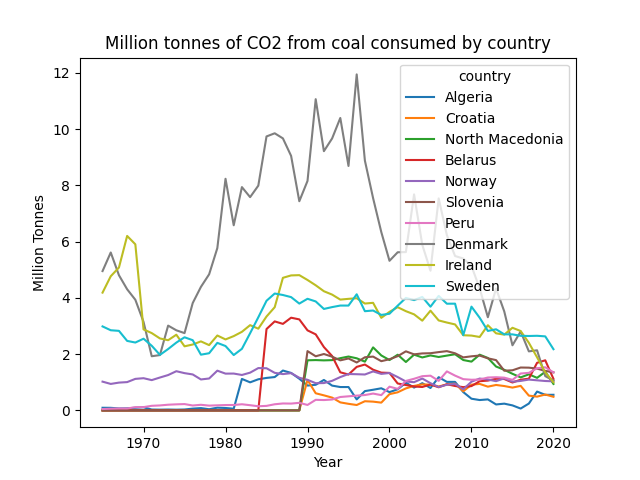 Million tonnes of CO2 from coal consumed by country
Million Tonnes
12
10
8
6
4
2
0
country
Algeria
Croatia
North Macedonia
Belarus
Norway
Slovenia
Peru
Denmark
Ireland
Sweden
1970 1980 1990 2000 2010 2020
Year